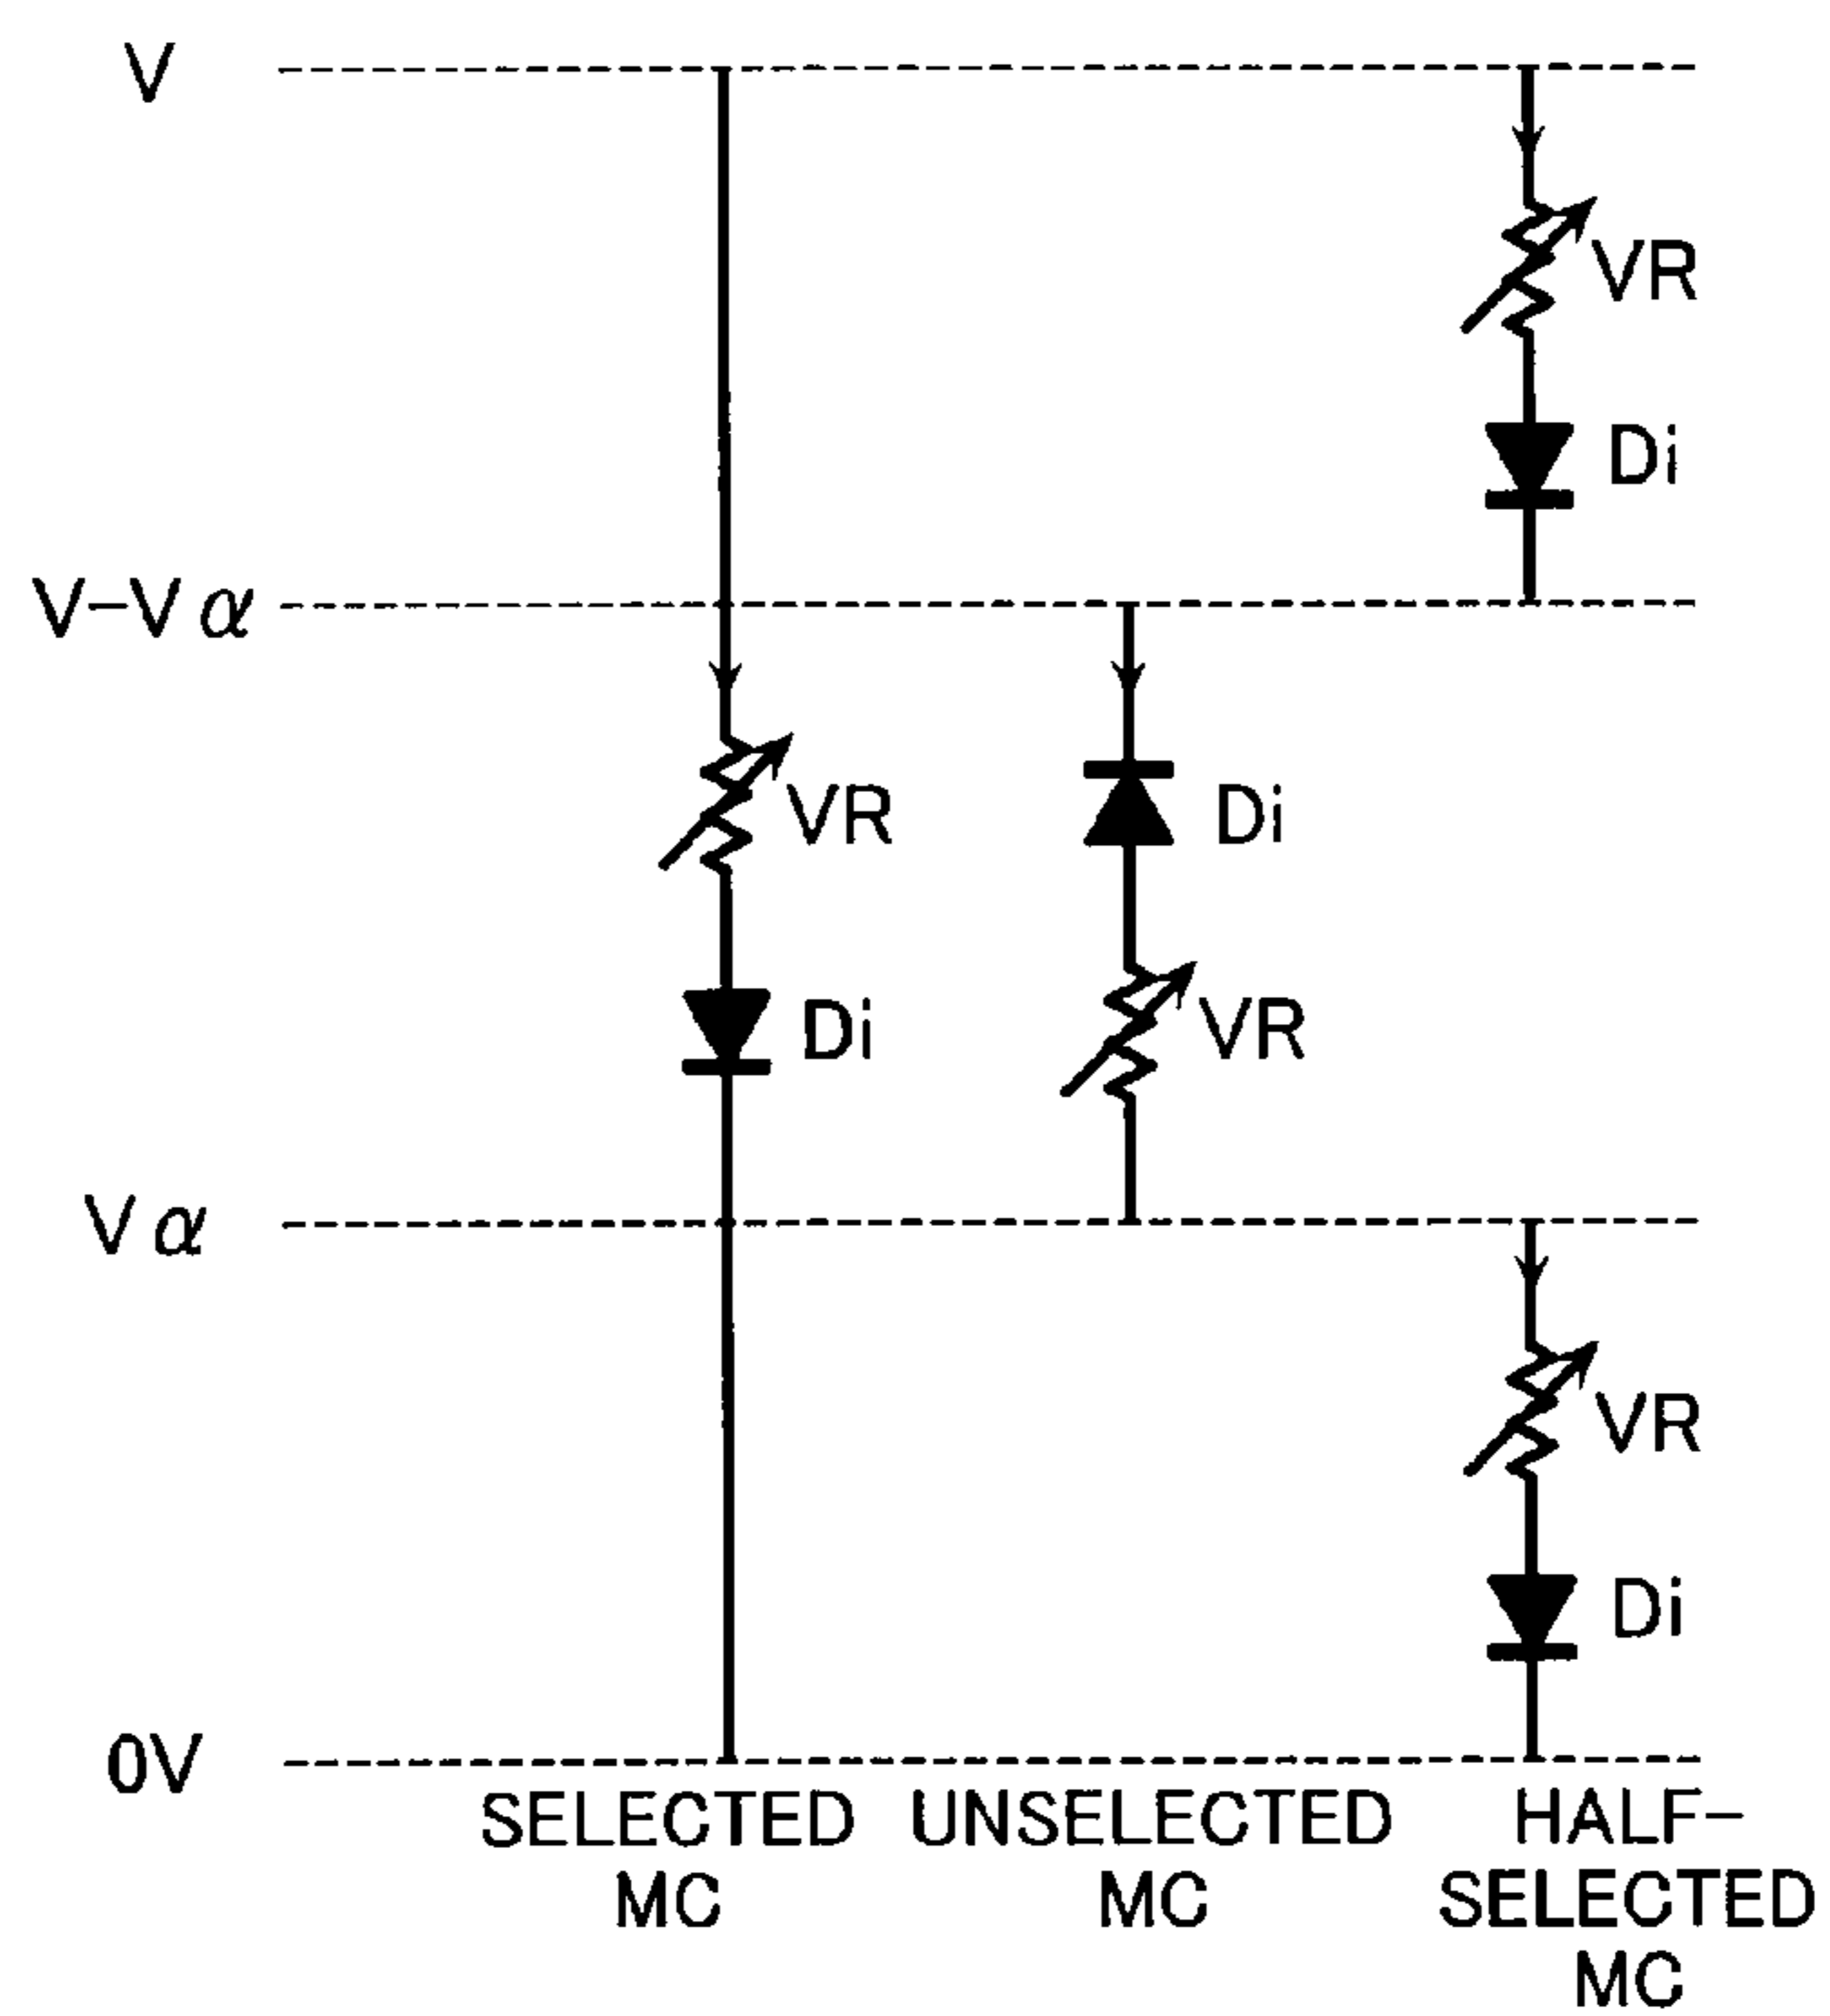 V
VR
Di
V-Vα
VR
Di
Di
VR
Vα
VR
Di
0V
SELECTED MC
UNSELECTED MC
HALF-SELECTED MC